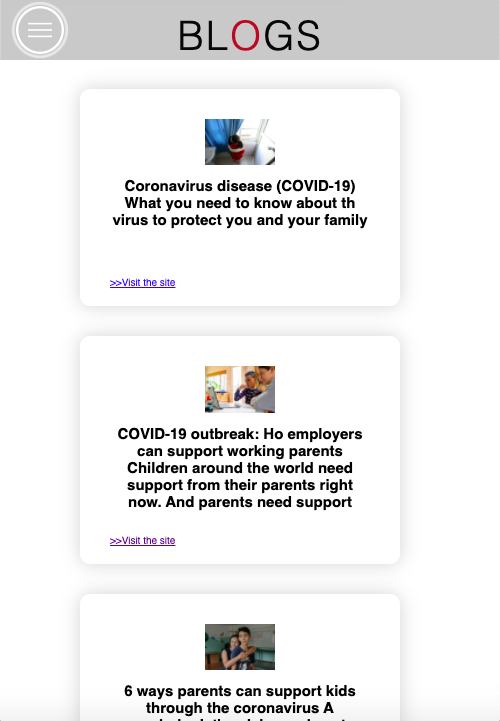 BLOGS
Coronavirus disease (COVID-19)
What you need to know about th
virus to protect you and your family
>>Visit the site
COVID-19 outbreak: Ho employers
can support working parents
Children around the world need
support from their parents right
now. And parents need support
>>Visit the site
6 ways parents can support kids
through the coronavirus A